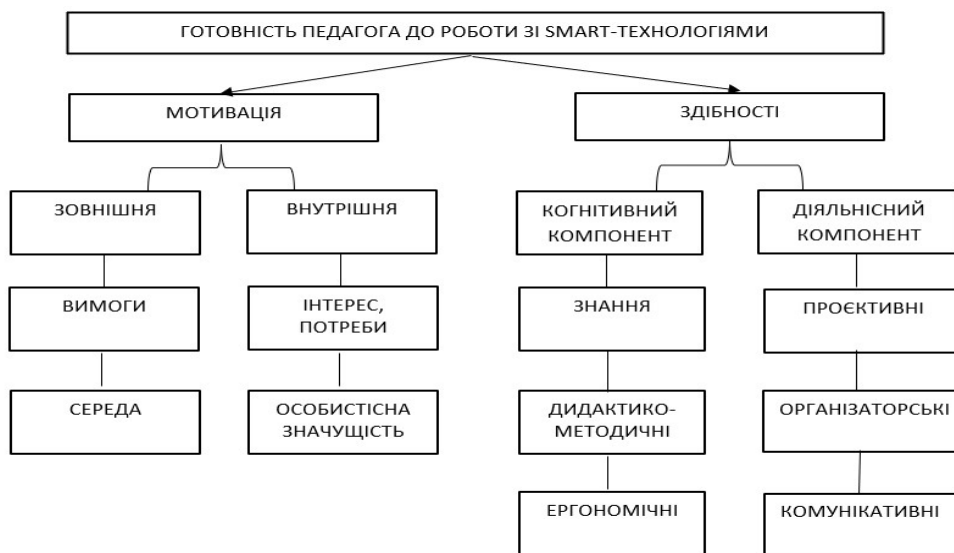 ГОТОВНІСТЬ ПЕДАГОГА ДО РОБОТИ ЗІ SMART-ТЕХНОЛОГІЯМИ
МОТИВАЦІЯ
ЗДІБНОСТІ
ЗОВНІШНЯ
ВНУТРІШНЯ
КОГНІТИВНИЙ
КОМПОНЕНТ
ДІЯЛЬНІСНИЙ
КОМПОНЕНТ
ВИМОГИ
ІНТЕРЕС,
ПОТРЕБИ
ЗНАННЯ
ПРОЄКТИВНІ
СЕРЕДА
ОСОБИСТІСНА
ЗНАЧУЩІСТЬ
ДИДАКТИКО-
МЕТОДИЧНІ
ОРГАНІЗАТОРСЬКІ
ЕРГОНОМІЧНІ
КОМУНІКАТИВНІ